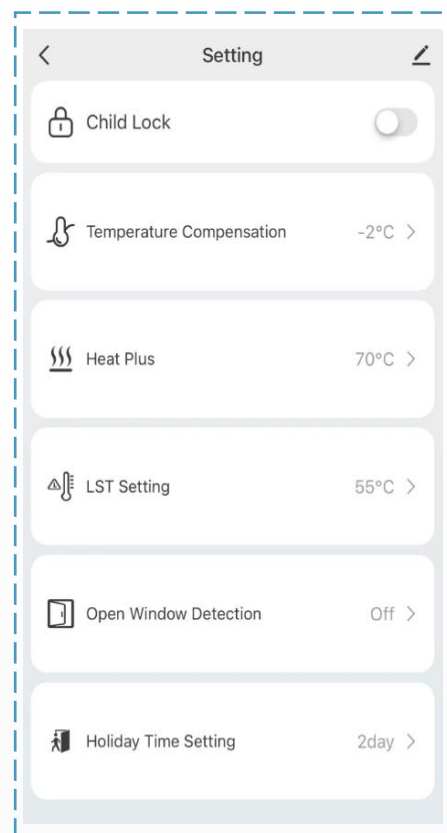 Setting
Child Lock
Temperature Compensation -2°C >
Heat Plus 70°C >
LST Setting 55°C >
Open Window Detection Off >
Holiday Time Setting 2day >